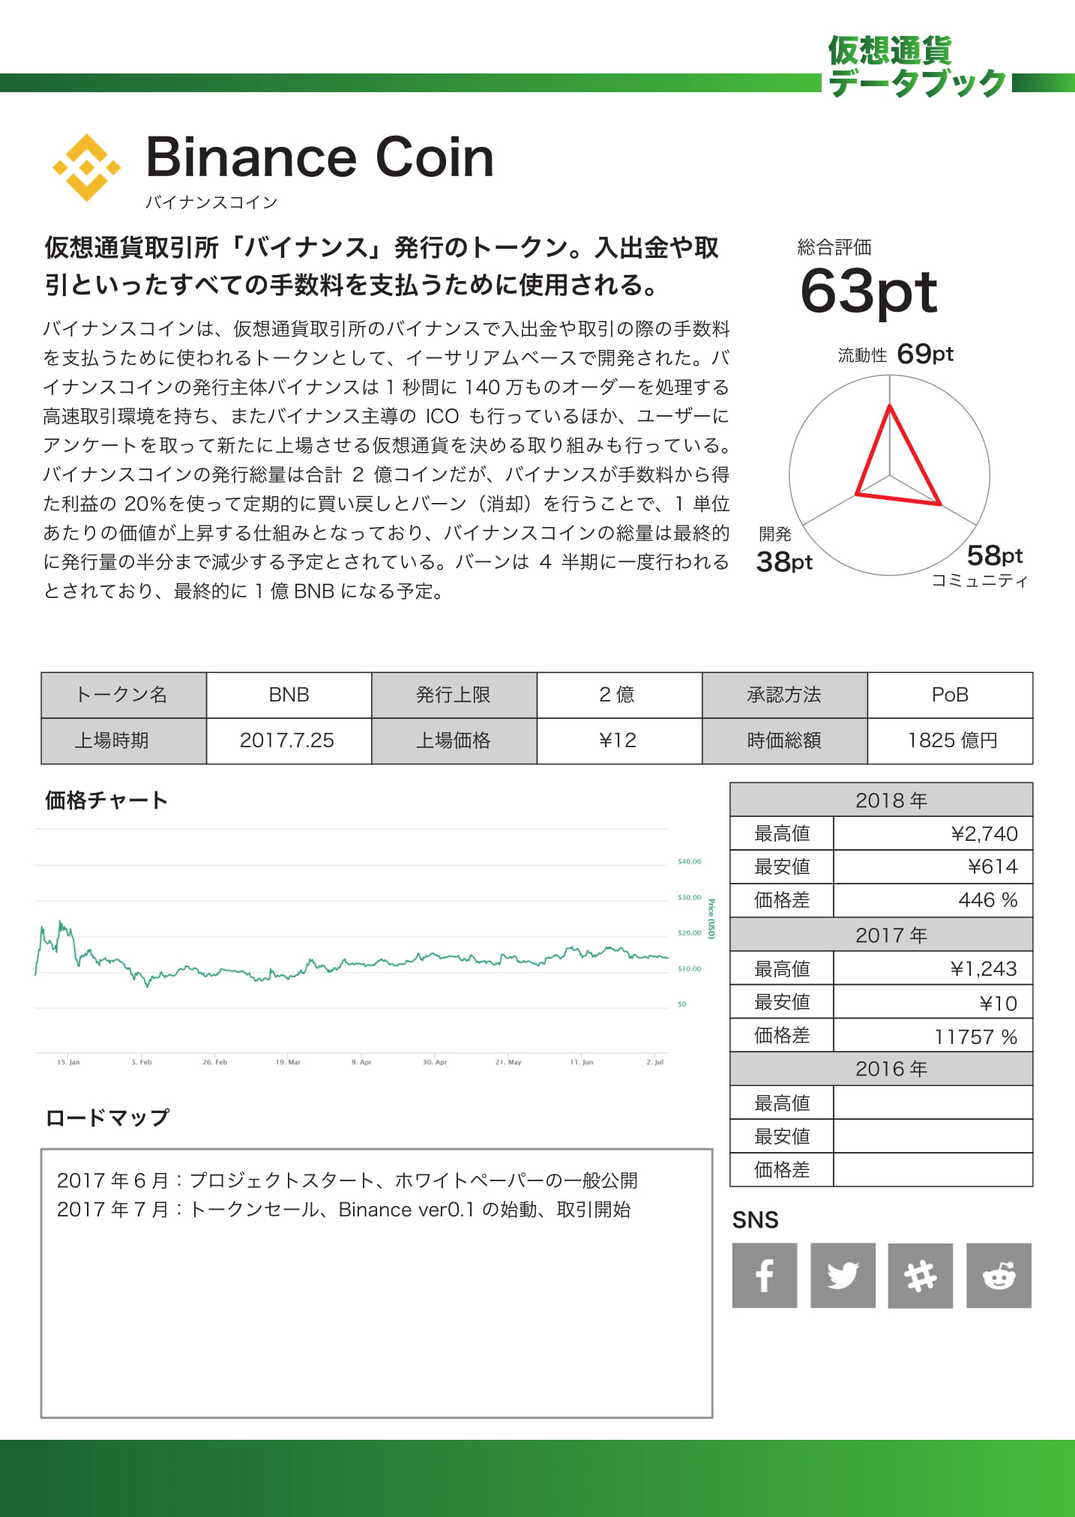 仮想通貨
データブック
Binance Coin
バイナンスコイン
仮想通貨取引所「バイナンス」発行のトークン。入出金や取
引といったすべての手数料を支払うために使用される。
バイナンスコインは、仮想通貨取引所のバイナンスで入出金や取引の際の手数料
を支払うために使われるトークンとして、イーサリアムベースで開発された。バ
イナンスコインの発行主体バイナンスは 1 秒間に 140 万ものオーダーを処理する
高速取引環境を持ち、またバイナンス主導の ICO も行っているほか、ユーザーに
アンケートを取って新たに上場させる仮想通貨を決める取り組みも行っている。
バイナンスコインの発行総量は合計 2 億コインだが、バイナンスが手数料から得
た利益の 20%を使って定期的に買い戻しとバーン（消却）を行うことで、1 単位
あたりの価値が上昇する仕組みとなっており、バイナンスコインの総量は最終的
に発行量の半分まで減少する予定とされている。バーンは 4 半期に一度行われる
とされており、最終的に 1 億 BNB になる予定。
総合評価
63pt
流動性 69pt
開発
38pt
58pt
コミュニティ
トークン名 BNB 発行上限 2 億 承認方法 PoB
上場時期 2017.7.25 上場価格 ¥12 時価総額 1825 億円
価格チャート
$40.00
$30.00
$20.00
$10.00
$0
Price (USD)
15. Jan 5. Feb 26. Feb 19. Mar 9. Apr 30. Apr 21. May 11. Jun 2. Jul
2018 年
最高値 ¥2,740
最安値 ¥614
価格差 446 %
2017 年
最高値 ¥1,243
最安値 ¥10
価格差 11757 %
2016 年
最高値
最安値
価格差
ロードマップ
2017 年 6 月：プロジェクトスタート、ホワイトペーパーの一般公開
2017 年 7 月：トークンセール、Binance ver0.1 の始動、取引開始
SNS